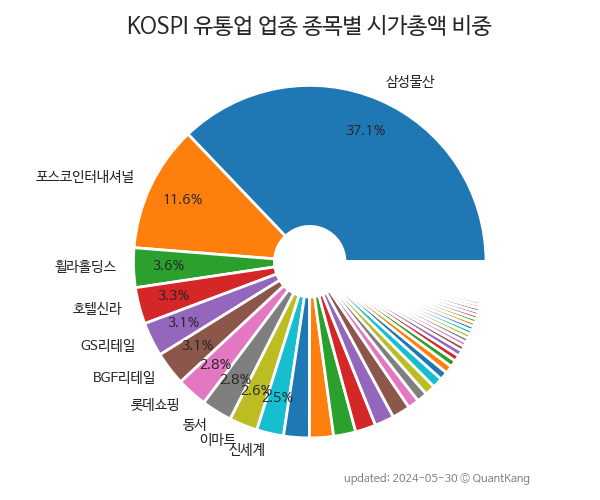 KOSPI 유통업 업종 종목별 시가총액 비중
삼성물산
37.1%
포스코인터내셔널
11.6%
휠라홀딩스
3.6%
호텔신라
3.3%
GS리테일
3.1%
BGF리테일
3.1%
롯데쇼핑
2.8%
동서
2.8%
이마트
2.6%
신세계
2.5%
updated: 2024-05-30 © QuantKang